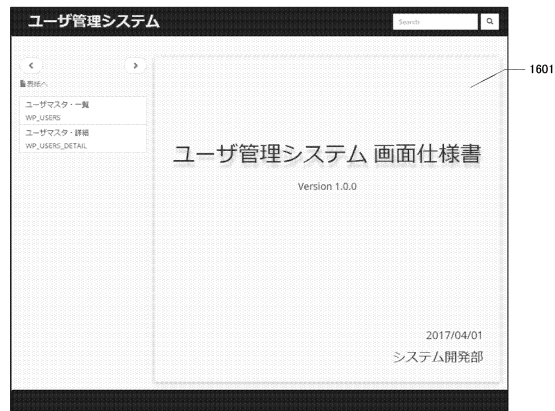 ユーザ管理システム
Search
表紙へ
ユーザマスタ・一覧
WP_USERS
ユーザマスタ・詳細
WP_USERS_DETAIL
ユーザ管理システム 画面仕様書
Version 1.0.0
2017/04/01
システム開発部
1601